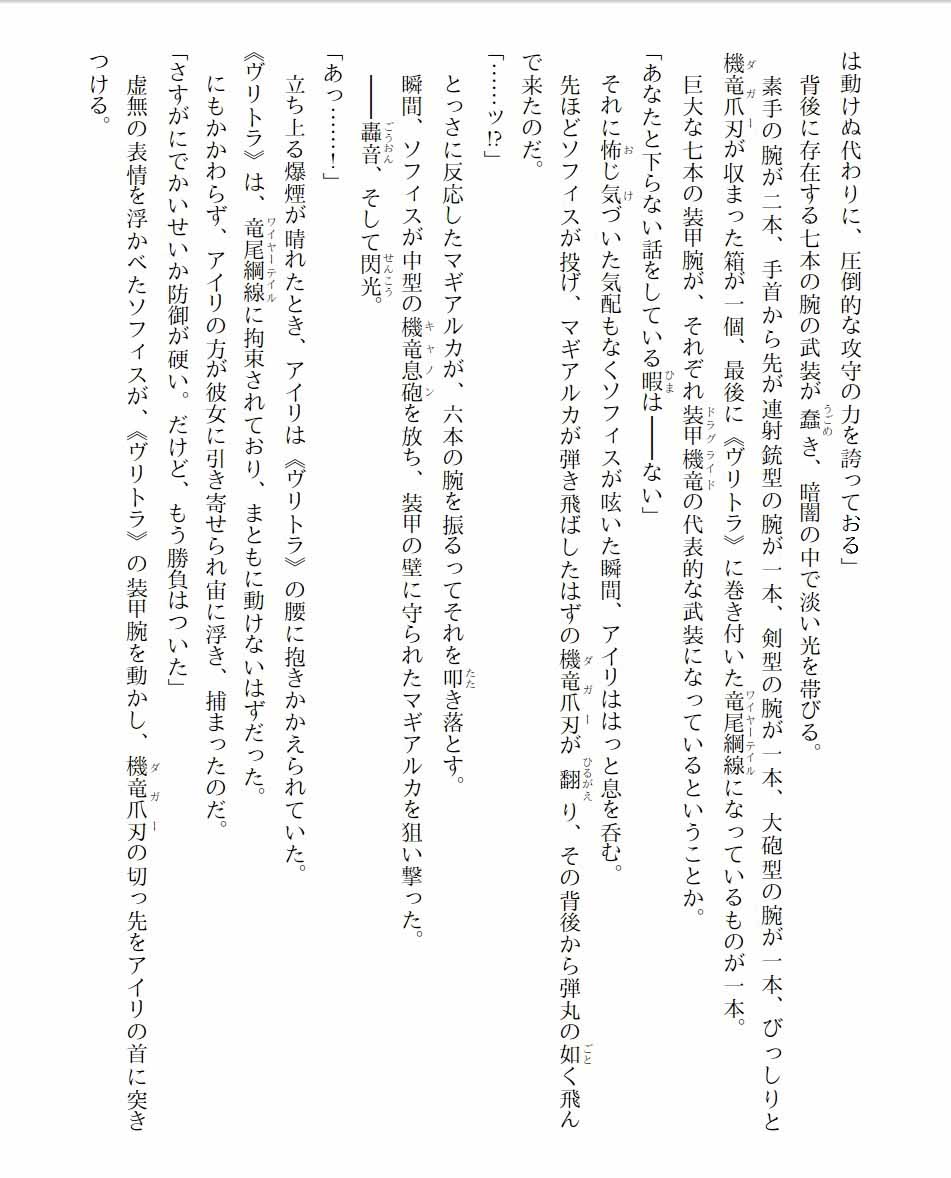 は動けぬ代わりに、圧倒的な攻守の力を誇っておる」
背後に存在する七本の腕の武装が蠢き、暗闇の中で淡い光を帯びる。
素手の腕が二本、手首から先が連射銃型の腕が一本、剣型の腕が一本、大砲型の腕が一本、びっしりと
機竜爪刃が収まった箱が一個、最後に《ヴリトラ》に巻き付いた竜尾綱線になっているものが一本。
巨大な七本の装甲腕が、それぞれ装甲機竜の代表的な武装になっているということか。
「あなたと下らない話をしている暇は――ない」
それに怖じ気づいた気配もなくソフィスが呟いた瞬間、アイリははっと息を呑む。
先ほどソフィスが投げ、マギアルカが弾き飛ばしたはずの機竜爪刃が翻り、その背後から弾丸の如く飛ん
で来たのだ。
「……ッ!?」
とっさに反応したマギアルカが、六本の腕を振るってそれを叩き落とす。
瞬間、ソフィスが中型の機竜息砲を放ち、装甲の壁に守られたマギアルカを狙い撃った。
――轟音、そして閃光。
「あっ……！」
立ち上る爆煙が晴れたとき、アイリは《ヴリトラ》の腰に抱きかかえられていた。
《ヴリトラ》は、竜尾綱線に拘束されており、まともに動けないはずだった。
にもかかわらず、アイリの方が彼女に引き寄せられ宙に浮き、捕まったのだ。
「さすがにでかいせいか防御が硬い。だけど、もう勝負はついた」
虚無の表情を浮かべたソフィスが、《ヴリトラ》の装甲腕を動かし、機竜爪刃の切っ先をアイリの首に突き
つける。